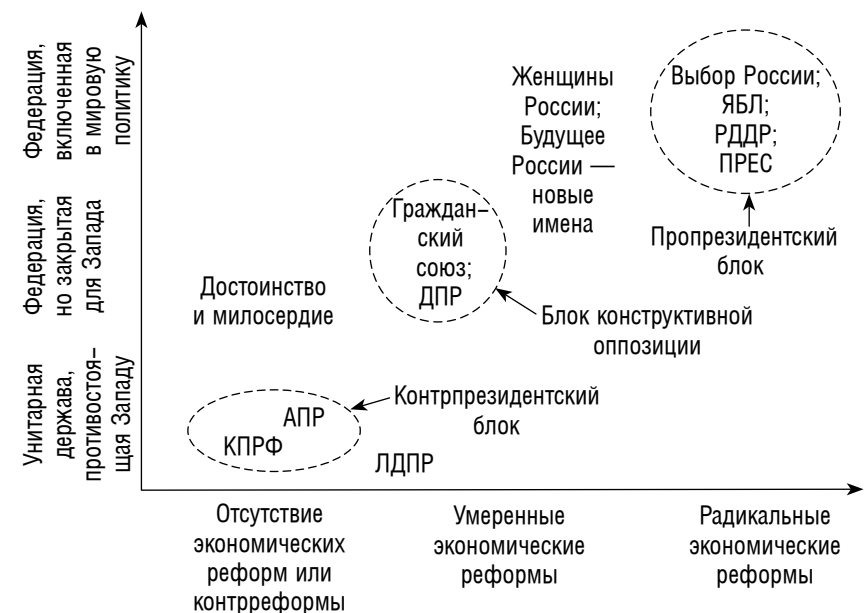 Федерация,
включенная
в мировую
политику
Федерация,
но закрытая
для Запада
Унитарная
держава,
противостоя–
щая Западу
Женщины
России;
Будущее
России —
новые
имена
Выбор России;
ЯБЛ;
РДДР;
ПРЕС
Пропрезидентский
блок
Граждан–
ский
союз;
ДПР
Блок конструктивной
оппозиции
Достоинство
и милосердие
Контрпрезидентский
блок
АПР
КПРФ
ЛДПР
Отсутствие
экономических
реформ или
контрреформы
Умеренные
экономические
реформы
Радикальные
экономические
реформы